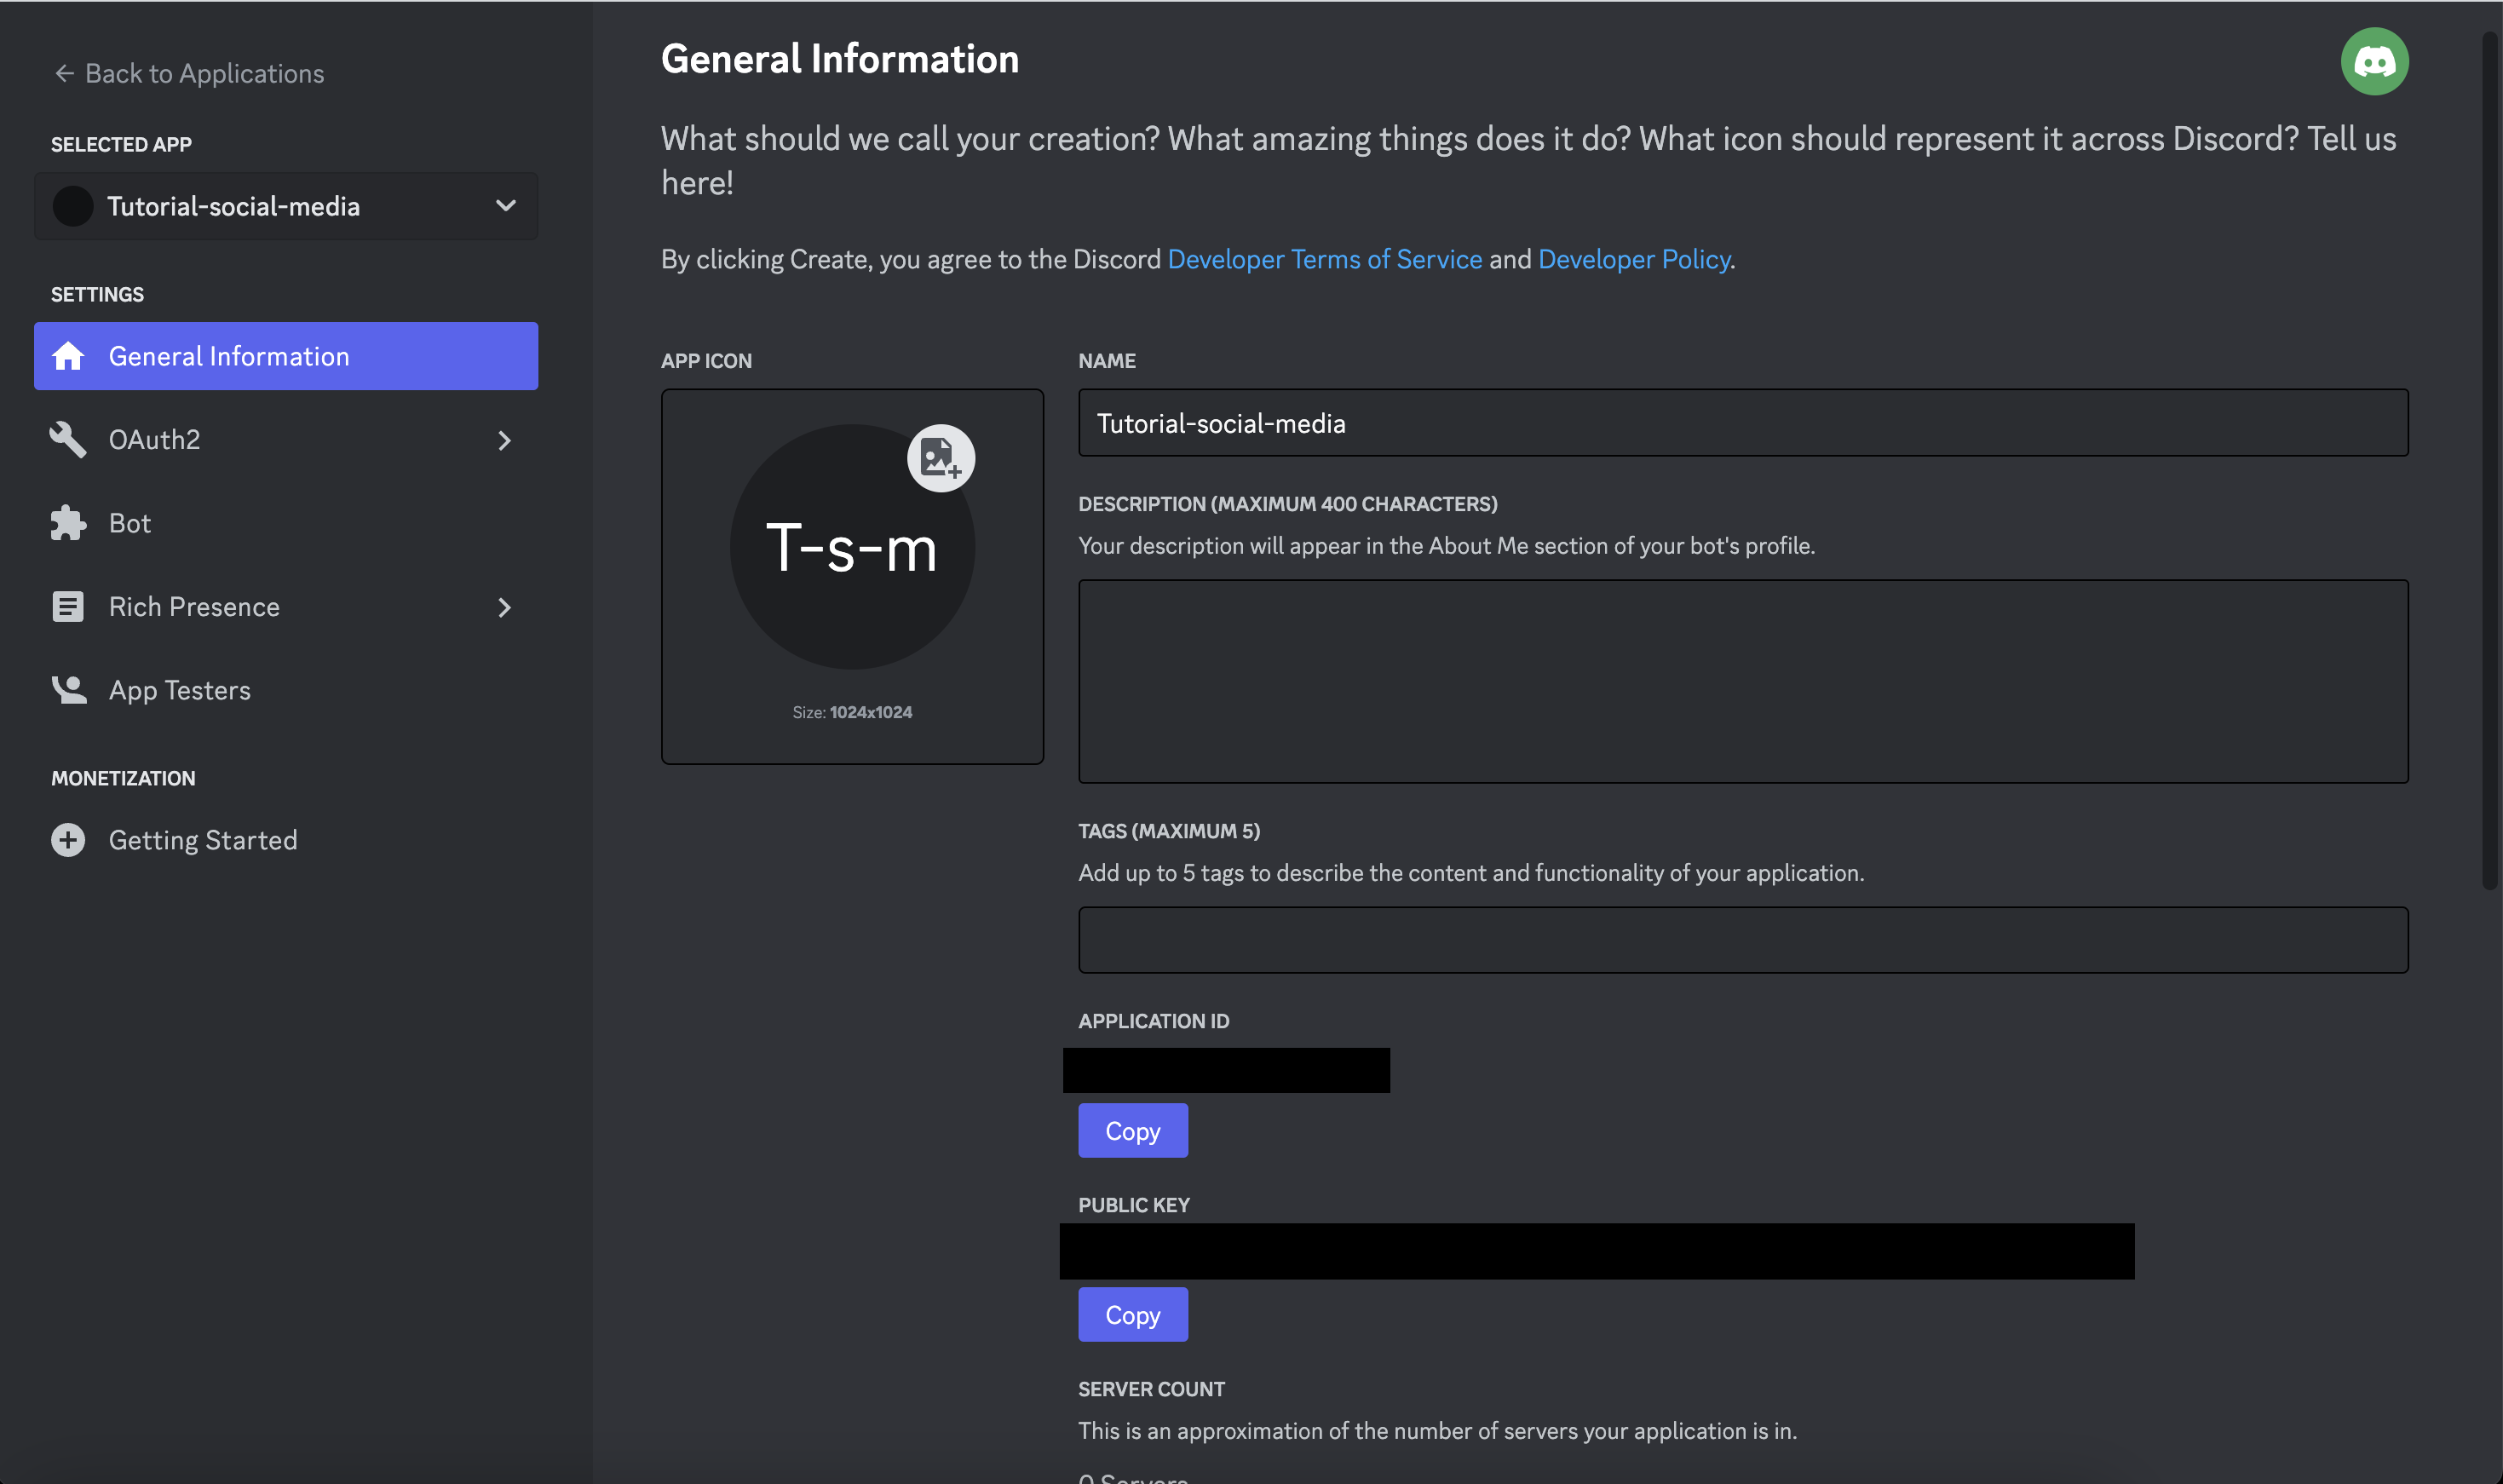 Back to Applications
SELECTED APP
Tutorial-social-media
SETTINGS
General Information
OAuth2
Bot
Rich Presence
App Testers
MONETIZATION
Getting Started
General Information
What should we call your creation? What amazing things does it do? What icon should represent it across Discord? Tell us
here!
By clicking Create, you agree to the Discord Developer Terms of Service and Developer Policy.
APP ICON
T-s-m
Size: 1024x1024
NAME
Tutorial-social-media
DESCRIPTION (MAXIMUM 400 CHARACTERS)
Your description will appear in the About Me section of your bot's profile.
TAGS (MAXIMUM 5)
Add up to 5 tags to describe the content and functionality of your application.
APPLICATION ID
Copy
PUBLIC KEY
Copy
SERVER COUNT
This is an approximation of the number of servers your application is in.
0 Servers